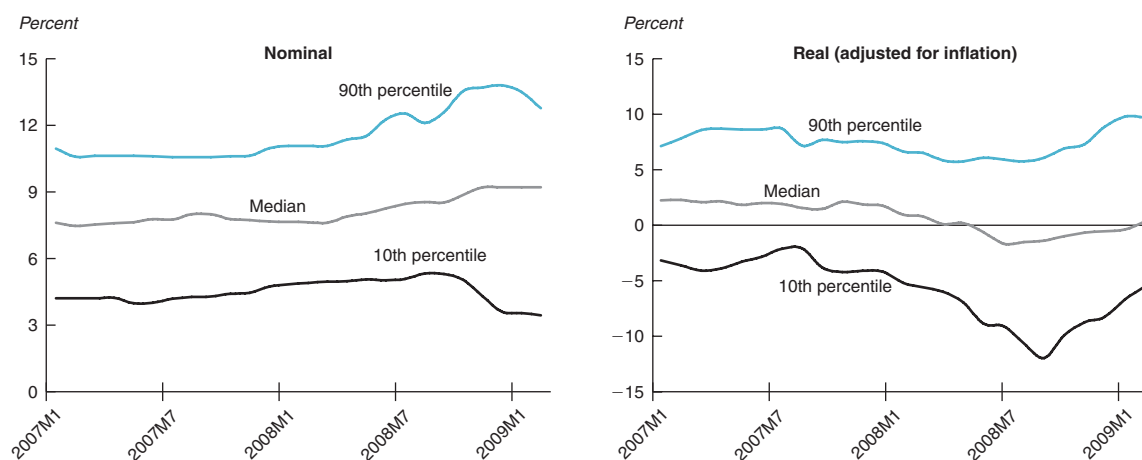 Percent
Nominal
15
12
9
6
3
0
90th percentile
Median
10th percentile
2007M1
2007M7
2008M1
2008M7
2009M1
Percent
Real (adjusted for inflation)
15
10
5
0
−5
−10
−15
90th percentile
Median
10th percentile
2007M1
2007M7
2008M1
2008M7
2009M1